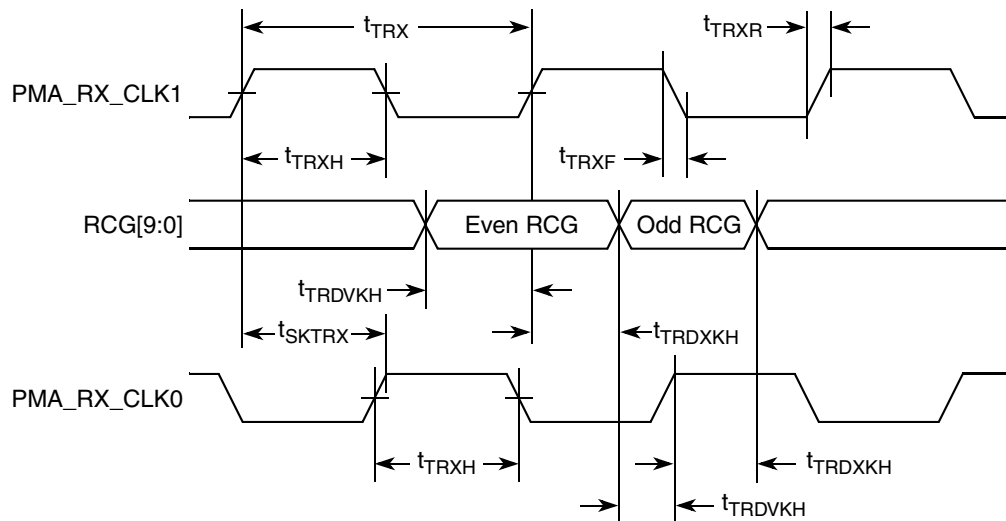 tTRX
tTRXR
PMA_RX_CLK1
tTRXH
tTRXF
RCG[9:0]
Even RCG
Odd RCG
tTRDVKH
tSKTRX
tTRDXKH
PMA_RX_CLK0
tTRXH
tTRDXKH
tTRDVKH